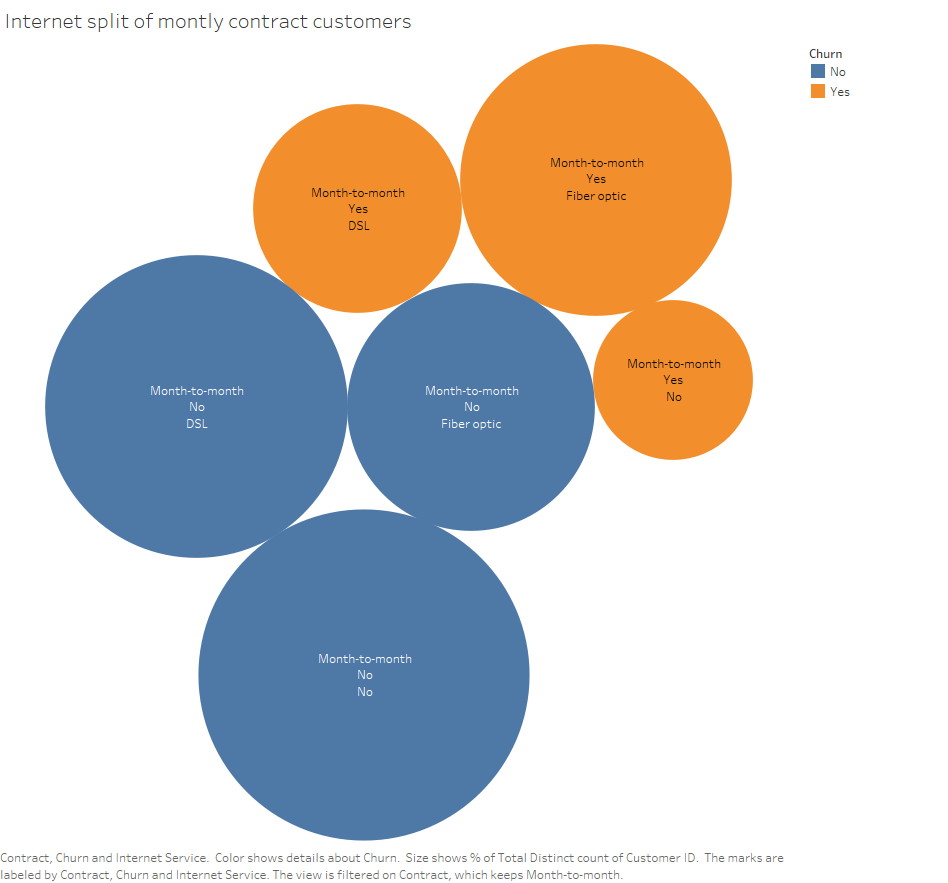 Internet split of montly contract customers
Churn
No
Yes
Month-to-month
Yes
Fiber optic
Month-to-month
Yes
DSL
Month-to-month
Yes
No
Month-to-month
No
DSL
Month-to-month
No
Fiber optic
Month-to-month
No
No
Contract, Churn and Internet Service.  Color shows details about Churn.  Size shows % of Total Distinct count of Customer ID.  The marks are
labeled by Contract, Churn and Internet Service. The view is filtered on Contract, which keeps Month-to-month.